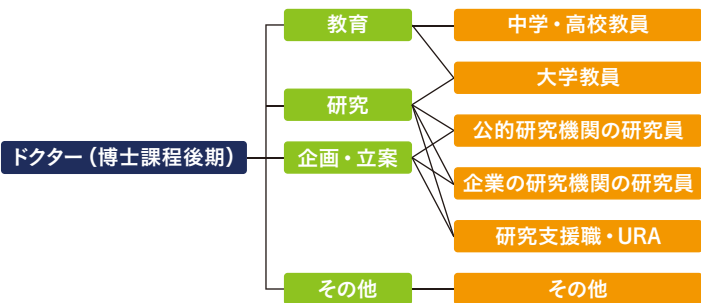 ドクター（博士課程後期）
教育
研究
企画・立案
その他
中学・高校教員
大学教員
公的研究機関の研究員
企業の研究機関の研究員
研究支援職・URA
その他